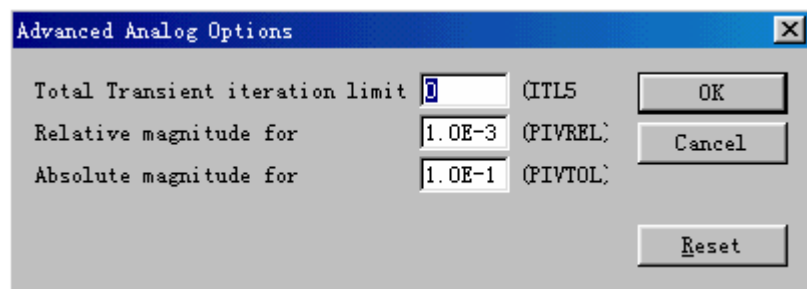 Advanced Analog Options
Total Transient iteration limit 0 (ITL5
Relative magnitude for 1.0E-3 (PIVREL)
Absolute magnitude for 1.0E-1 (PIVTOL)
OK
Cancel
Reset